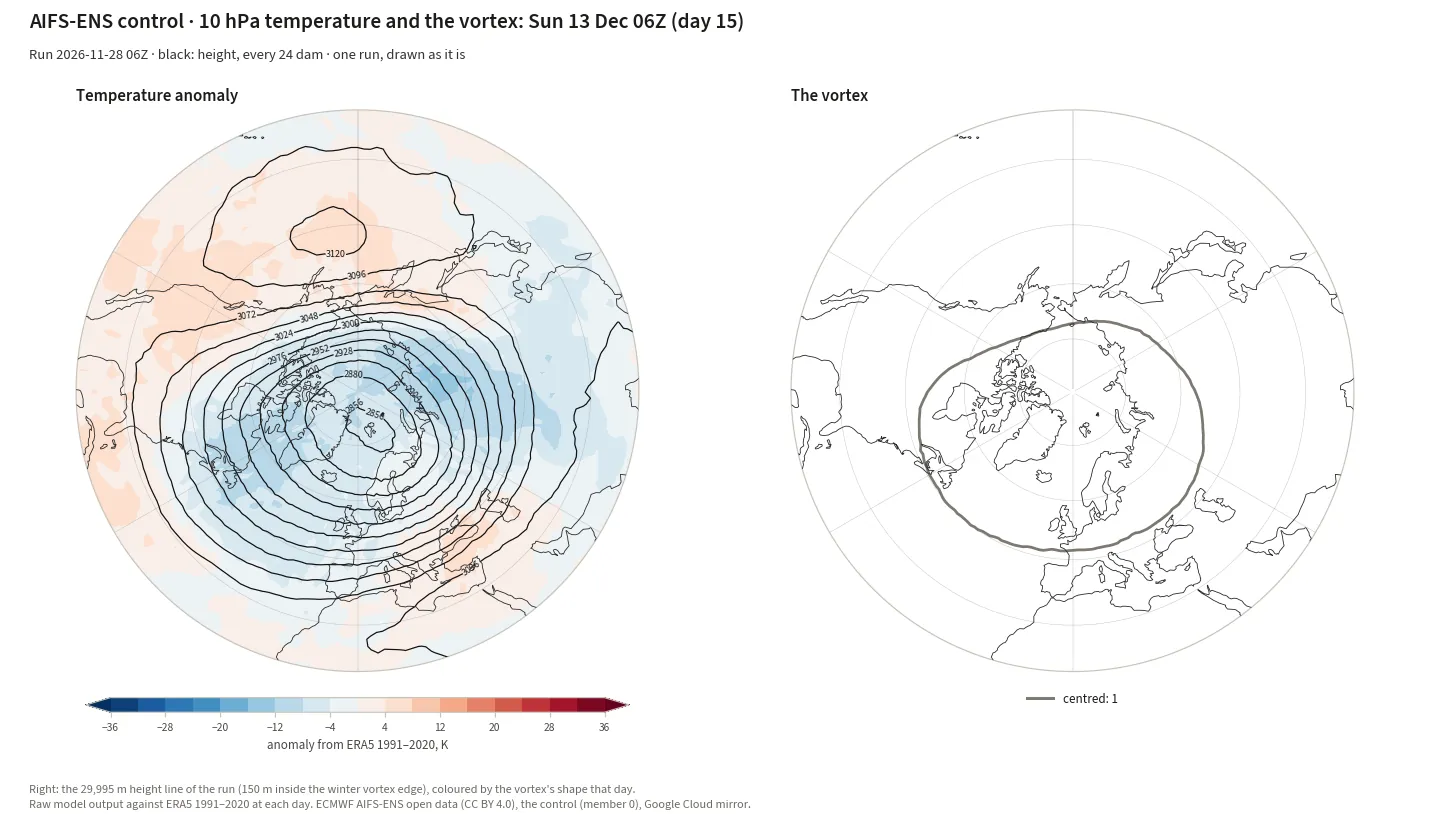 AIFS-ENS control · 10 hPa temperature and the vortex: Sun 13 Dec 06Z (day 15)
Run 2026-11-28 06Z · black: height, every 24 dam · one run, drawn as it is
Temperature anomaly
The vortex
3120
3096
3072
3048
3024
3000
2976
2952
2928
2880
2904
2856
2856
3096
−36 −28 −20 −12 −4 4 12 20 28 36
anomaly from ERA5 1991–2020, K
centred: 1
Right: the 29,995 m height line of the run (150 m inside the winter vortex edge), coloured by the vortex's shape that day.
Raw model output against ERA5 1991–2020 at each day. ECMWF AIFS-ENS open data (CC BY 4.0), the control (member 0), Google Cloud mirror.